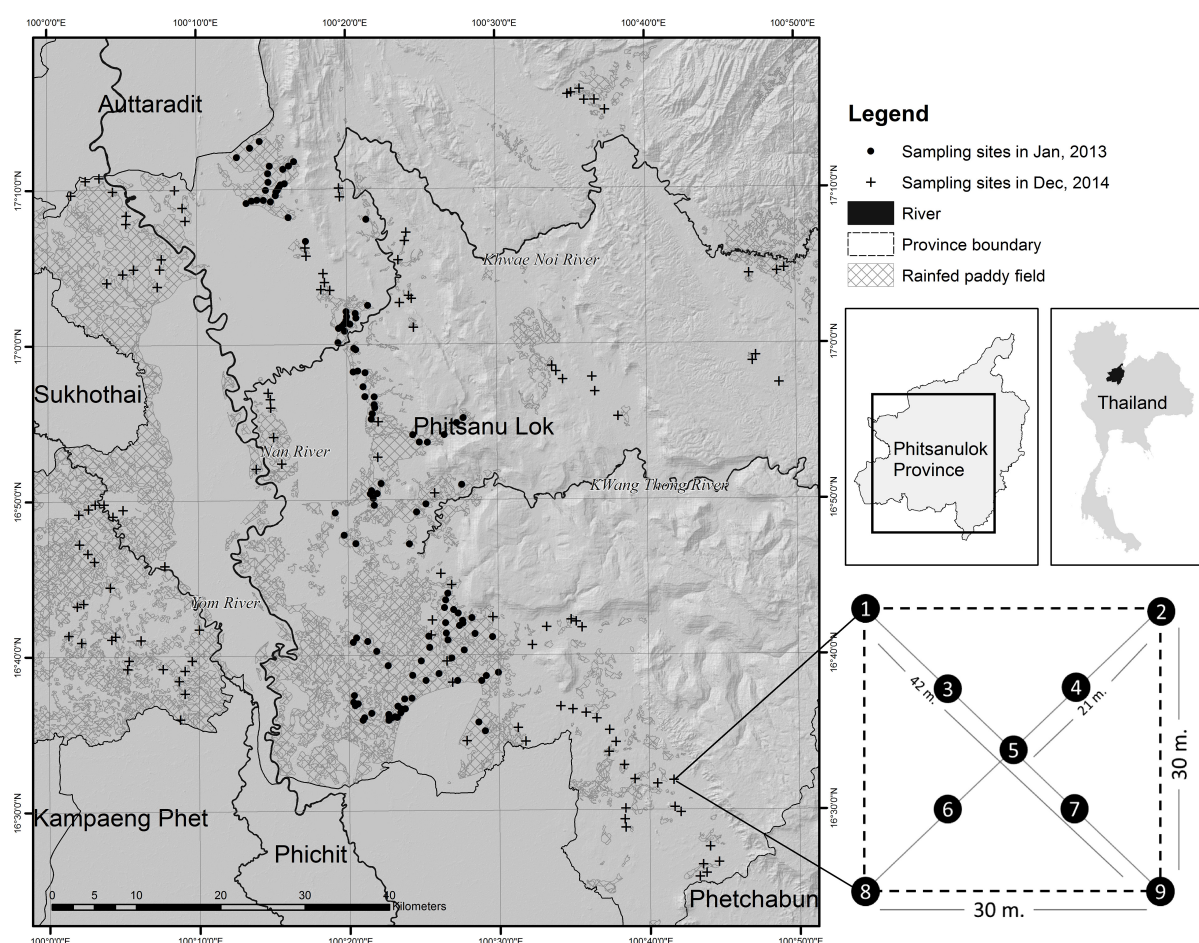 100°0'0"E 100°10'0"E 100°20'0"E 100°30'0"E 100°40'0"E 100°50'0"E
Auttaradit
17°10'0"N
17°10'0"N
Khwae Noi River
17°0'0"N
17°0'0"N
Sukhothai
Phitsanu Lok
Nan River
KWang Thong River
16°50'0"N
16°50'0"N
Yom River
16°40'0"N
16°40'0"N
16°30'0"N
16°30'0"N
Kampaeng Phet
Phichit
Phetchabun
0 5 10 20 30 40
Kilometers
100°0'0"E 100°10'0"E 100°20'0"E 100°30'0"E 100°40'0"E 100°50'0"E
Legend
Sampling sites in Jan, 2013
Sampling sites in Dec, 2014
River
Province boundary
Rainfed paddy field
Phitsanulok
Province
Thailand
1
2
3
4
42 m.
21 m.
5
30 m.
6
7
8
9
30 m.